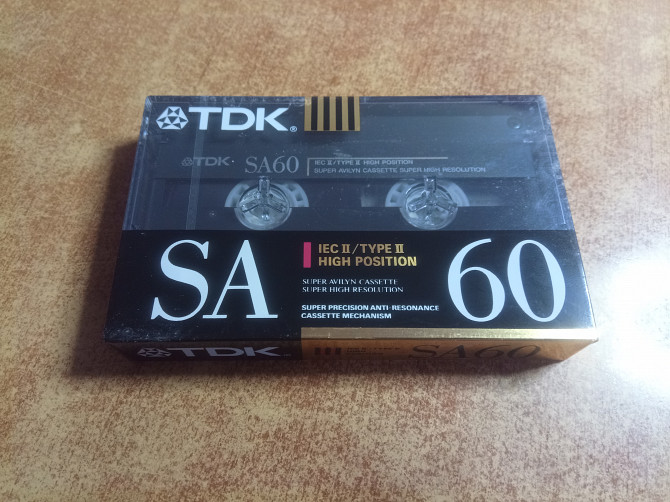 TDK®
TDK SA60 IEC II/TYPE II HIGH POSITION
SUPER AVILYN CASSETTE SUPER HIGH RESOLUTION
SA
IEC II/TYPE II
HIGH POSITION
SUPER AVILYN CASSETTE
SUPER HIGH RESOLUTION
SUPER PRECISION ANTI-RESONANCE
CASSETTE MECHANISM
60
TDK SA60